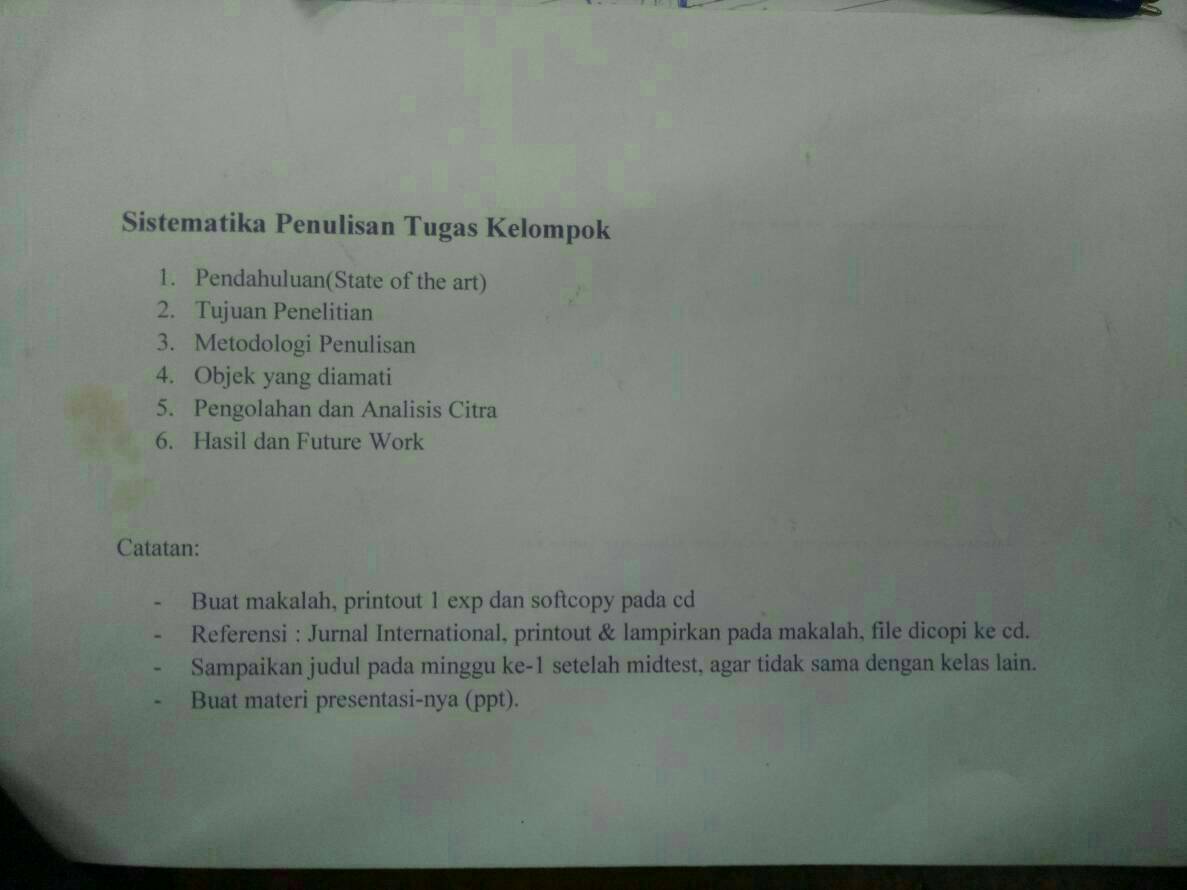 Sistematika Penulisan Tugas Kelompok
1. Pendahuluan(State of the art)
2. Tujuan Penelitian
3. Metodologi Penulisan
4. Objek yang diamati
5. Pengolahan dan Analisis Citra
6. Hasil dan Future Work
Catatan:
- Buat makalah, printout 1 exp dan softcopy pada cd
- Referensi : Jurnal International, printout & lampirkan pada makalah, file dicopi ke cd.
- Sampaikan judul pada minggu ke-1 setelah midtest, agar tidak sama dengan kelas lain.
- Buat materi presentasi-nya (ppt).